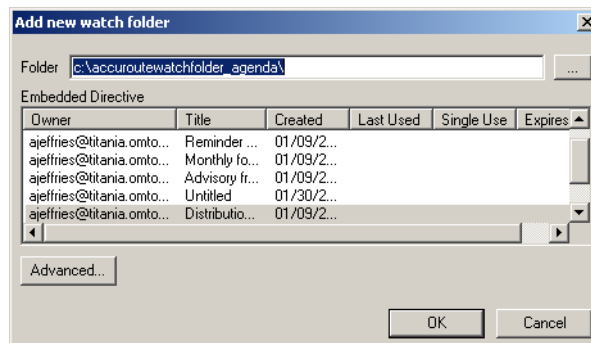 Add new watch folder
Folder c:\accuroutewatchfolder_agenda\ ...
Embedded Directive
Owner Title Created Last Used Single Use Expires
ajeffries@titania.omto... Reminder ... 01/09/2...
ajeffries@titania.omto... Monthly fo... 01/09/2...
ajeffries@titania.omto... Advisory fr... 01/09/2...
ajeffries@titania.omto... Untitled 01/30/2...
ajeffries@titania.omto... Distributio... 01/09/2...
Advanced...
OK Cancel